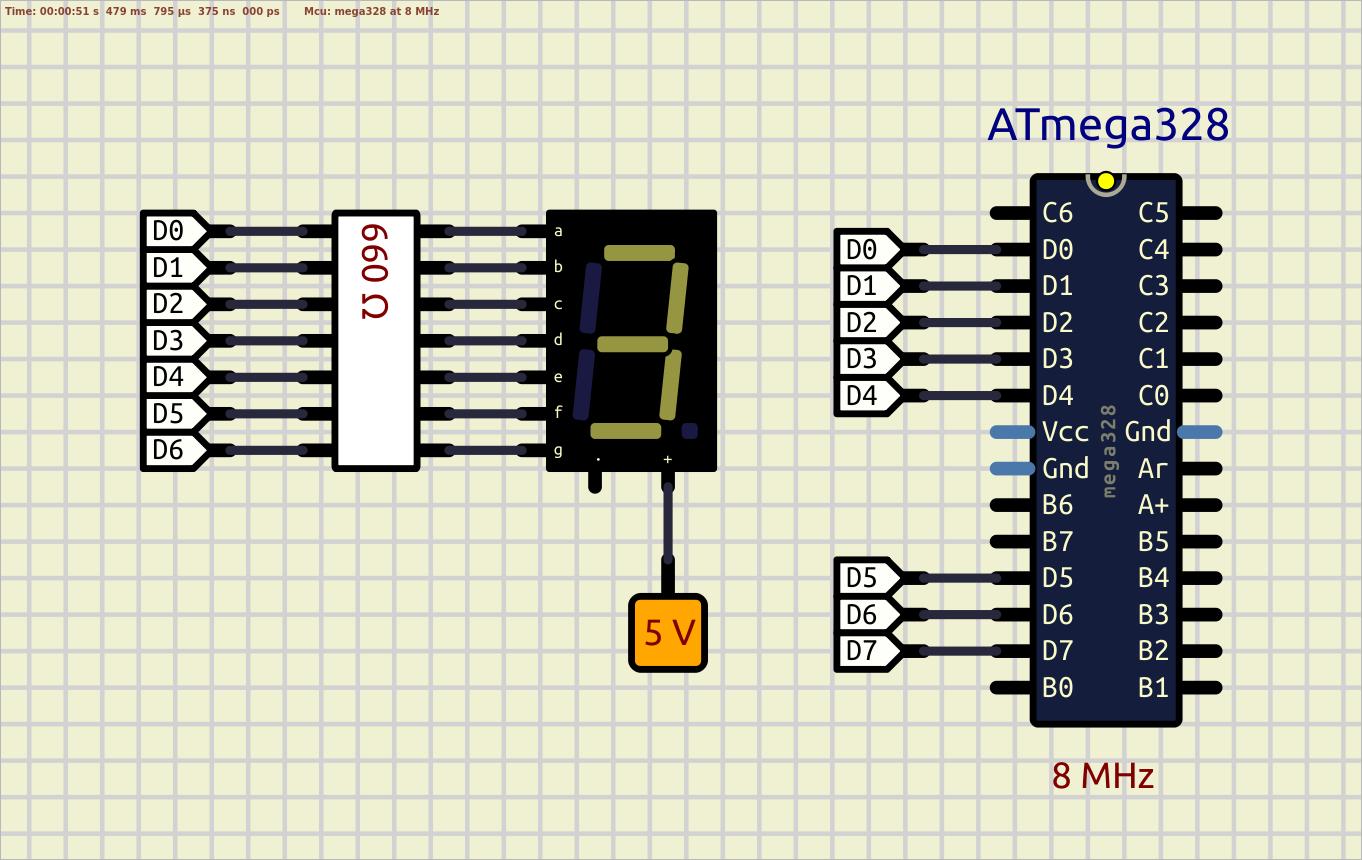 Time: 00:00:51 s  479 ms  795 µs  375 ns  000 ps  Mcu: mega328 at 8 MHz
ATmega328
D0
D1
D2
D3
D4
D5
D6
660 Ω
a
b
c
d
e
f
g
.
+
5 V
D0
D1
D2
D3
D4
D5
D6
D7
C6 C5
D0 C4
D1 C3
D2 C2
D3 C1
D4 C0
Vcc Gnd
Gnd Ar
B6 A+
B7 B5
D5 B4
D6 B3
D7 B2
B0 B1
mega328
8 MHz